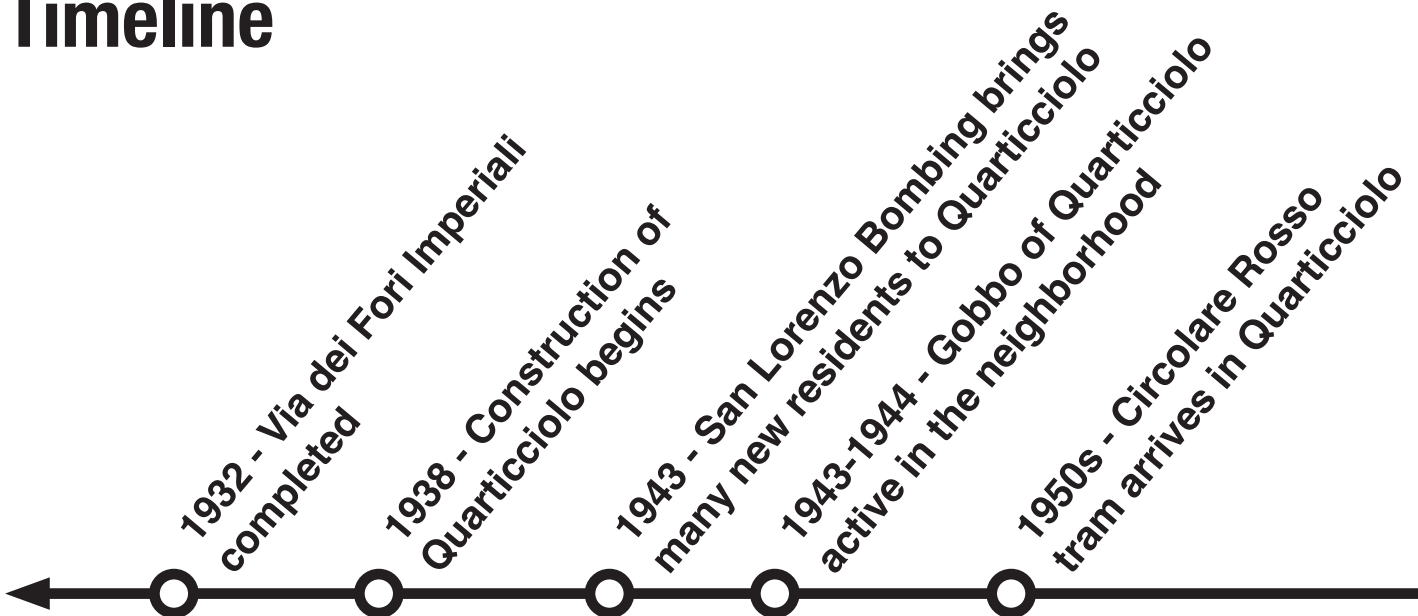 Timeline
1932 - Via dei Fori Imperiali
completed
1938 - Construction of
Quarticciolo begins
1943 - San Lorenzo Bombing brings
many new residents to Quarticciolo
1943-1944 - Gobbo of Quarticciolo
active in the neighborhood
1950s - Circolare Rosso
tram arrives in Quarticciolo